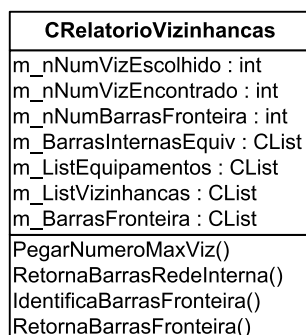 CRelatorioVizinhancas
m_nNumVizEscolhido : int
m_nNumVizEncontrado : int
m_nNumBarrasFronteira : int
m_BarrasInternasEquiv : CList
m_ListEquipamentos : CList
m_ListVizinhancas : CList
m_BarrasFronteira : CList
PegarNumeroMaxViz()
RetornaBarrasRedeInterna()
IdentificaBarrasFronteira()
RetornaBarrasFronteira()